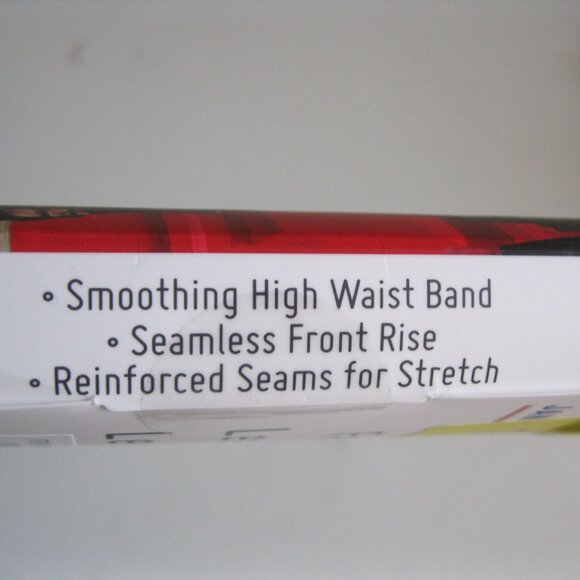 ∘ Smoothing High Waist Band
∘ Seamless Front Rise
∘ Reinforced Seams for Stretch